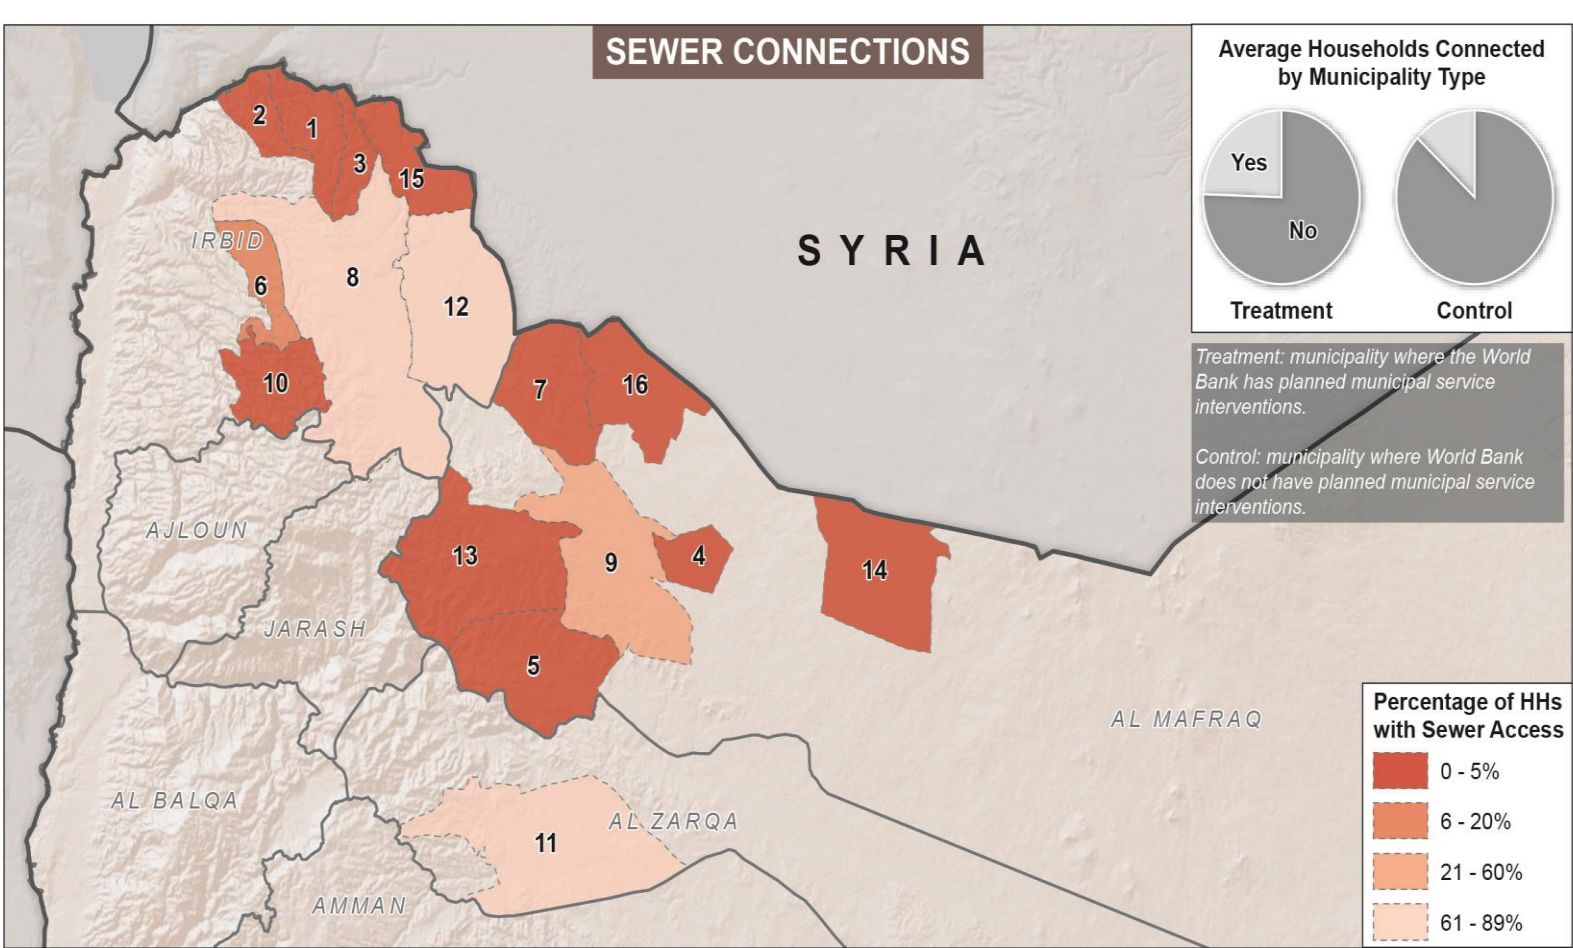 SEWER CONNECTIONS
Average Households Connected
by Municipality Type
Yes
No
Treatment
Control
Treatment: municipality where the World
Bank has planned municipal service
interventions.
Control: municipality where World Bank
does not have planned municipal service
interventions.
SYRIA
2
1
3
15
IRBID
6
8
12
10
7
16
AJLOUN
13
9
4
14
JARASH
5
AL MAFRAQ
AL BALQA
11
AL ZARQA
AMMAN
Percentage of HHs
with Sewer Access
0 - 5%
6 - 20%
21 - 60%
61 - 89%